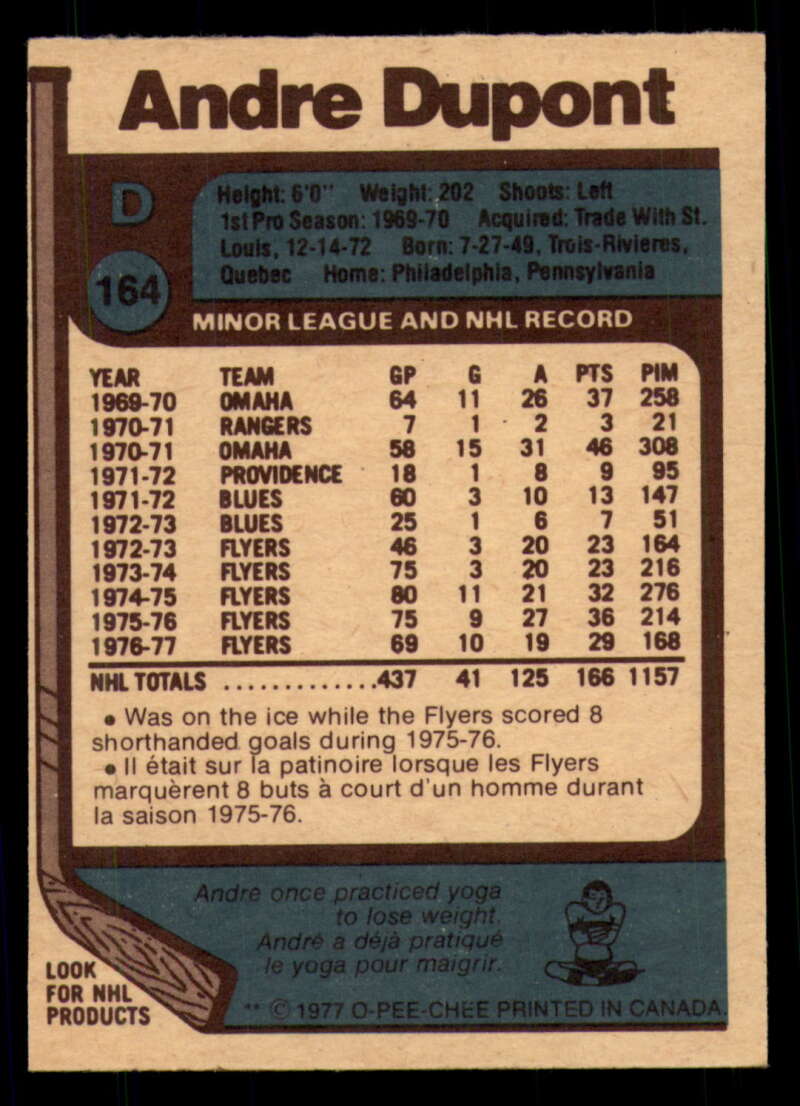 Andre Dupont
D
Height: 6'0" Weight: 202 Shoots: Left
1st Pro Season: 1969-70 Acquired: Trade With St.
Louis, 12-14-72 Born: 7-27-49, Trois-Rivieres,
Quebec Home: Philadelphia, Pennsylvania
164
MINOR LEAGUE AND NHL RECORD
YEAR TEAM GP G A PTS PIM
1969-70 OMAHA 64 11 26 37 258
1970-71 RANGERS 7 1 2 3 21
1970-71 OMAHA 58 15 31 46 308
1971-72 PROVIDENCE 18 1 8 9 95
1971-72 BLUES 60 3 10 13 147
1972-73 BLUES 25 1 6 7 51
1972-73 FLYERS 46 3 20 23 164
1973-74 FLYERS 75 3 20 23 216
1974-75 FLYERS 80 11 21 32 276
1975-76 FLYERS 75 9 27 36 214
1976-77 FLYERS 69 10 19 29 168
NHL TOTALS ..............437 41 125 166 1157
• Was on the ice while the Flyers scored 8
shorthanded goals during 1975-76.
• Il était sur la patinoire lorsque les Flyers
marquèrent 8 buts à court d'un homme durant
la saison 1975-76.
Andre once practiced yoga
to lose weight.
André a déjà pratiqué
le yoga pour maigrir.
LOOK
FOR NHL
PRODUCTS
** © 1977 O-PEE-CHEE PRINTED IN CANADA.